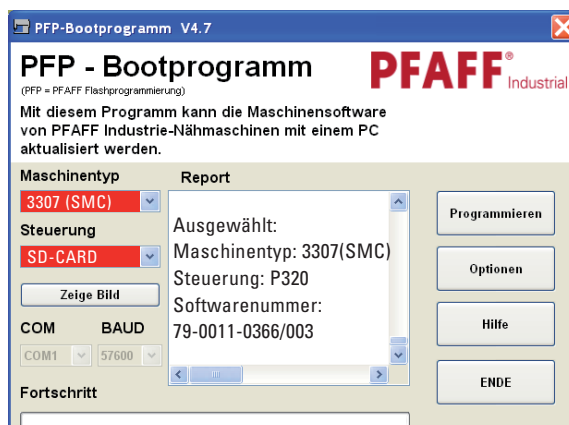 PFP-Bootprogramm V4.7
PFP - Bootprogramm
(PFP = PFAFF Flashprogrammierung)
PFAFF® Industrial
Mit diesem Programm kann die Maschinensoftware
von PFAFF Industrie-Nähmaschinen mit einem PC
aktualisiert werden.
Maschinentyp
3307 (SMC)
Steuerung
SD-CARD
Zeige Bild
COM BAUD
COM1 57600
Report
Ausgewählt:
Maschinentyp: 3307(SMC)
Steuerung: P320
Softwarenummer:
79-0011-0366/003
Programmieren
Optionen
Hilfe
ENDE
Fortschritt